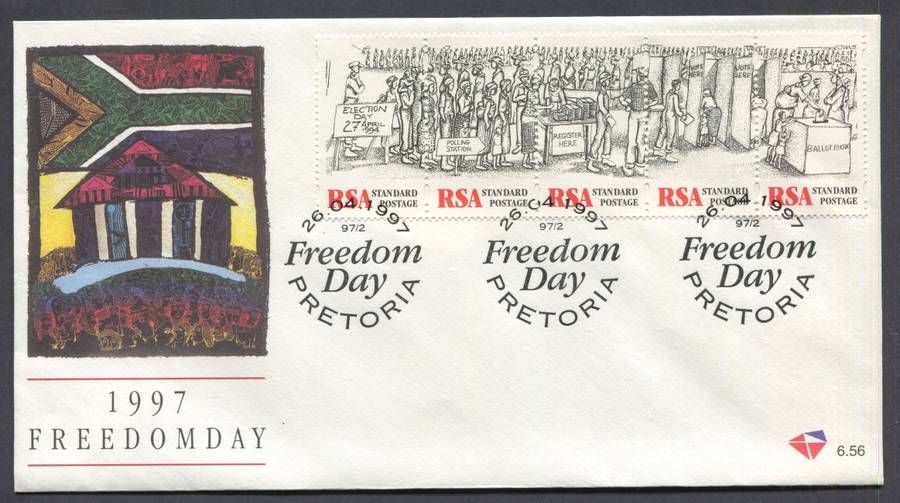 ELECTION
DAY
27 APRIL
1994
POLLING
STATION
REGISTER
HERE
VOTE
HERE
VOTE
HERE
BALLOT BOX
RSA STANDARD POSTAGE
RSA STANDARD POSTAGE
RSA STANDARD POSTAGE
RSA STANDARD POSTAGE
RSA STANDARD POSTAGE
26.04.1997
97/2
Freedom
Day
PRETORIA
26.04.1997
97/2
Freedom
Day
PRETORIA
26.04.1997
97/2
Freedom
Day
PRETORIA
1997
FREEDOMDAY
6.56